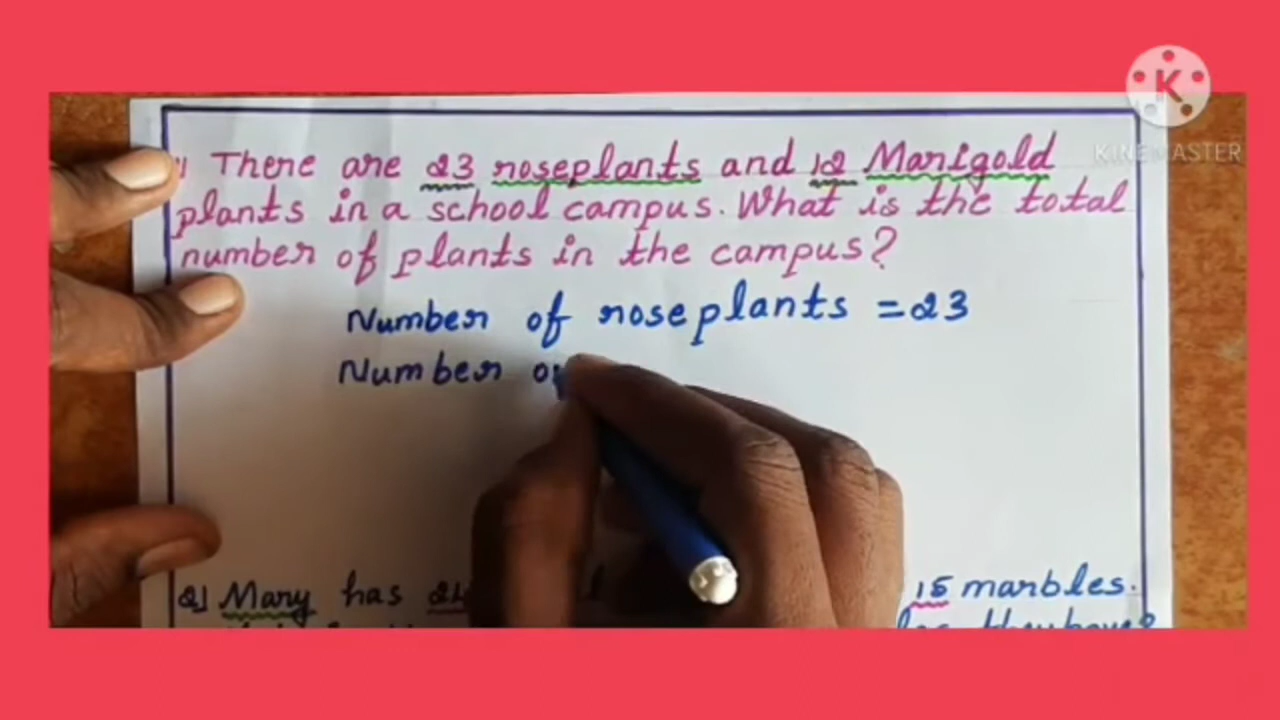 1) There are 23 roseplants and 12 Marigold
plants in a school campus. What is the total
number of plants in the campus?
Number of roseplants = 23
Number
2) Mary has 15 marbles.
K
KINEMASTER